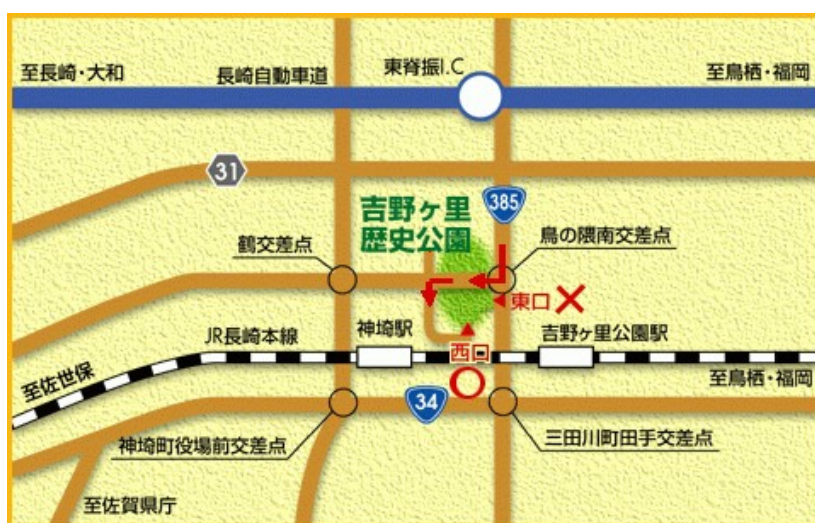 至長崎・大和
長崎自動車道
東脊振I.C
至鳥栖・福岡
31
吉野ヶ里
歴史公園
385
鶴交差点
鳥の隈南交差点
東口
JR長崎本線
神埼駅
西口
吉野ヶ里公園駅
至佐世保
至鳥栖・福岡
34
神埼町役場前交差点
三田川町田手交差点
至佐賀県庁